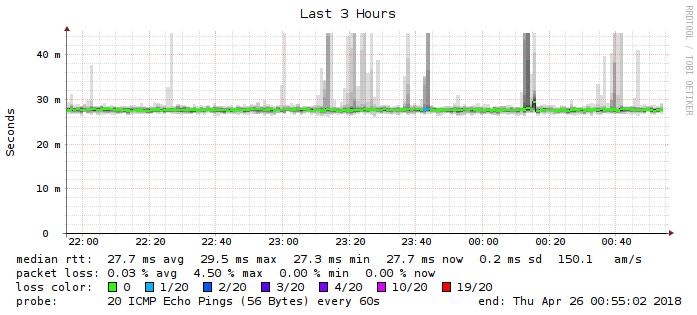 Last 3 Hours
RRDTOOL / TOBI OETIKER
Seconds
40 m
30 m
20 m
10 m
0
22:00 22:20 22:40 23:00 23:20 23:40 00:00 00:20 00:40
median rtt: 27.7 ms avg 29.5 ms max 27.3 ms min 27.7 ms now 0.2 ms sd 150.1 am/s
packet loss: 0.03 % avg 4.50 % max 0.00 % min 0.00 % now
loss color: 0 1/20 2/20 3/20 4/20 10/20 19/20
probe: 20 ICMP Echo Pings (56 Bytes) every 60s end: Thu Apr 26 00:55:02 2018